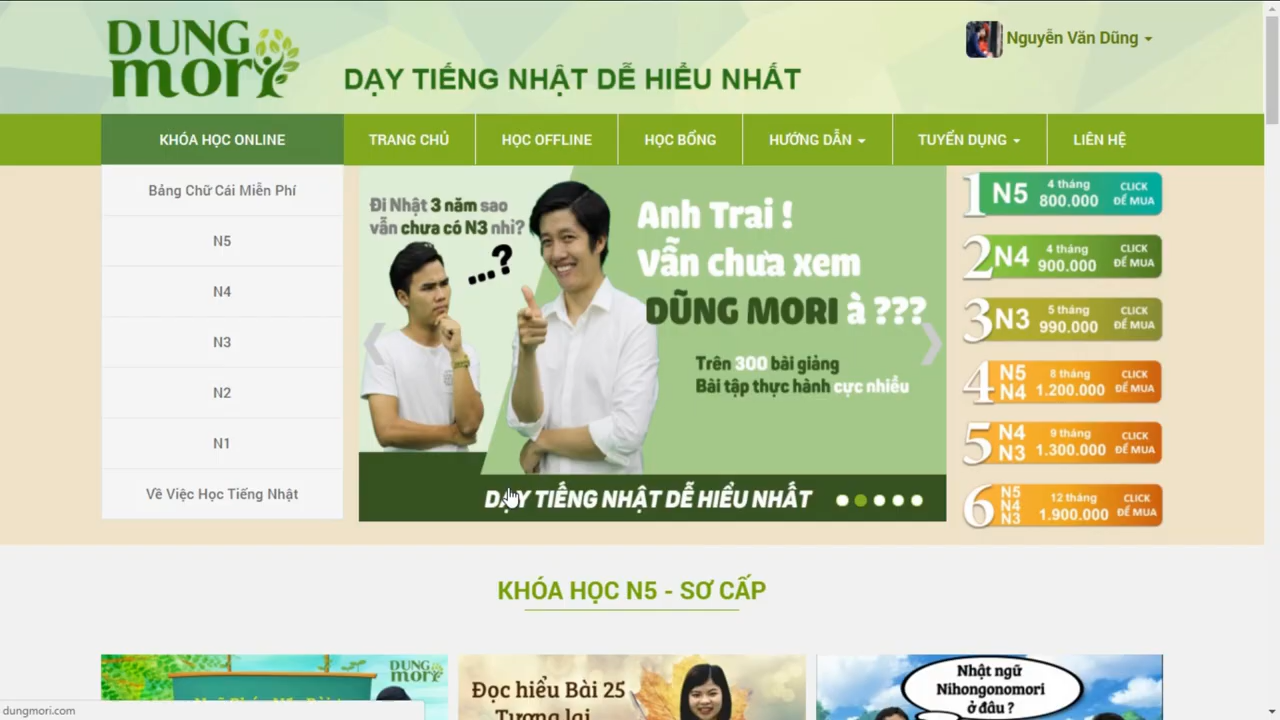 DUNG
mori
DẠY TIẾNG NHẬT DỄ HIỂU NHẤT
Nguyễn Văn Dũng
KHÓA HỌC ONLINE
TRANG CHỦ
HỌC OFFLINE
HỌC BỔNG
HƯỚNG DẪN
TUYỂN DỤNG
LIÊN HỆ
Bảng Chữ Cái Miễn Phí
N5
N4
N3
N2
N1
Về Việc Học Tiếng Nhật
Đi Nhật 3 năm sao
vẫn chưa có N3 nhỉ?
...?
Anh Trai !
Vẫn chưa xem
DŨNG MORI à ???
Trên 300 bài giảng
Bài tập thực hành cực nhiều
DẠY TIẾNG NHẬT DỄ HIỂU NHẤT
1 N5 4 tháng 800.000 CLICK ĐỂ MUA
2 N4 4 tháng 900.000 CLICK ĐỂ MUA
3 N3 5 tháng 990.000 CLICK ĐỂ MUA
4 N5 N4 8 tháng 1.200.000 CLICK ĐỂ MUA
5 N4 N3 9 tháng 1.300.000 CLICK ĐỂ MUA
6 N5 N4 N3 12 tháng 1.900.000 CLICK ĐỂ MUA
KHÓA HỌC N5 - SƠ CẤP
DUNG
mori
Đọc hiểu Bài 25
Tương lai
Nhật ngữ
Nihongonomori
ở đâu ?
dungmori.com